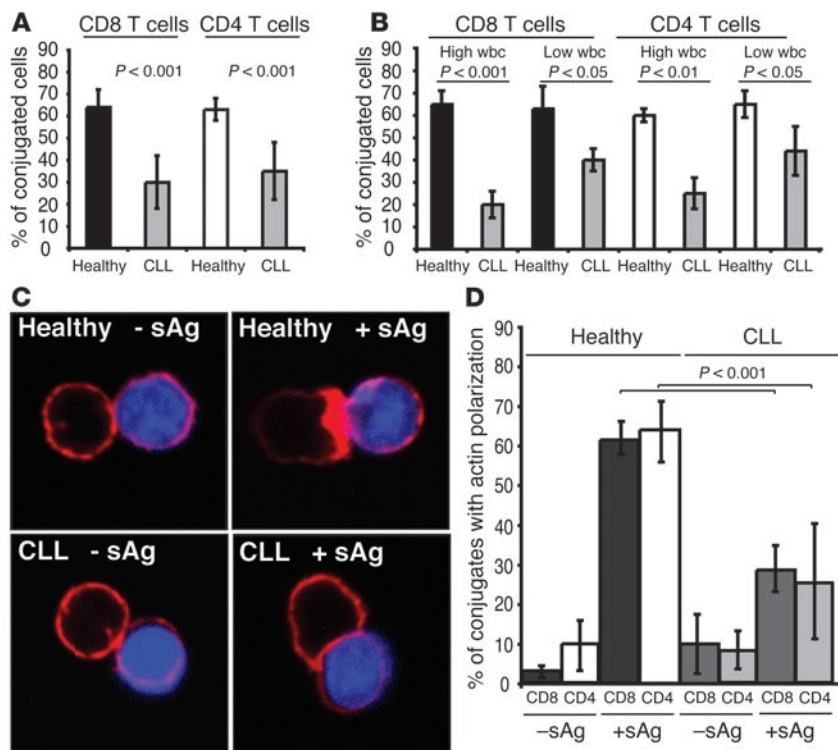 A
CD8 T cells CD4 T cells
P < 0.001 P < 0.001
% of conjugated cells
90
80
70
60
50
40
30
20
10
0
Healthy CLL Healthy CLL
B
CD8 T cells CD4 T cells
High wbc Low wbc High wbc Low wbc
P < 0.001 P < 0.05 P < 0.01 P < 0.05
% of conjugated cells
90
80
70
60
50
40
30
20
10
0
Healthy CLL Healthy CLL Healthy CLL Healthy CLL
C
Healthy - sAg
Healthy + sAg
CLL - sAg
CLL + sAg
D
Healthy CLL
P < 0.001
% of conjugates with actin polarization
90
80
70
60
50
40
30
20
10
0
CD8 CD4 CD8 CD4 CD8 CD4 CD8 CD4
–sAg +sAg –sAg +sAg